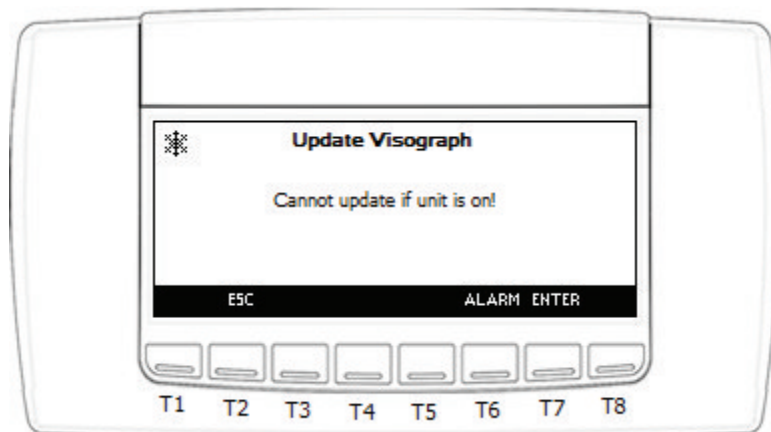 Update Visograph
Cannot update if unit is on!
ESC ALARM ENTER
T1 T2 T3 T4 T5 T6 T7 T8